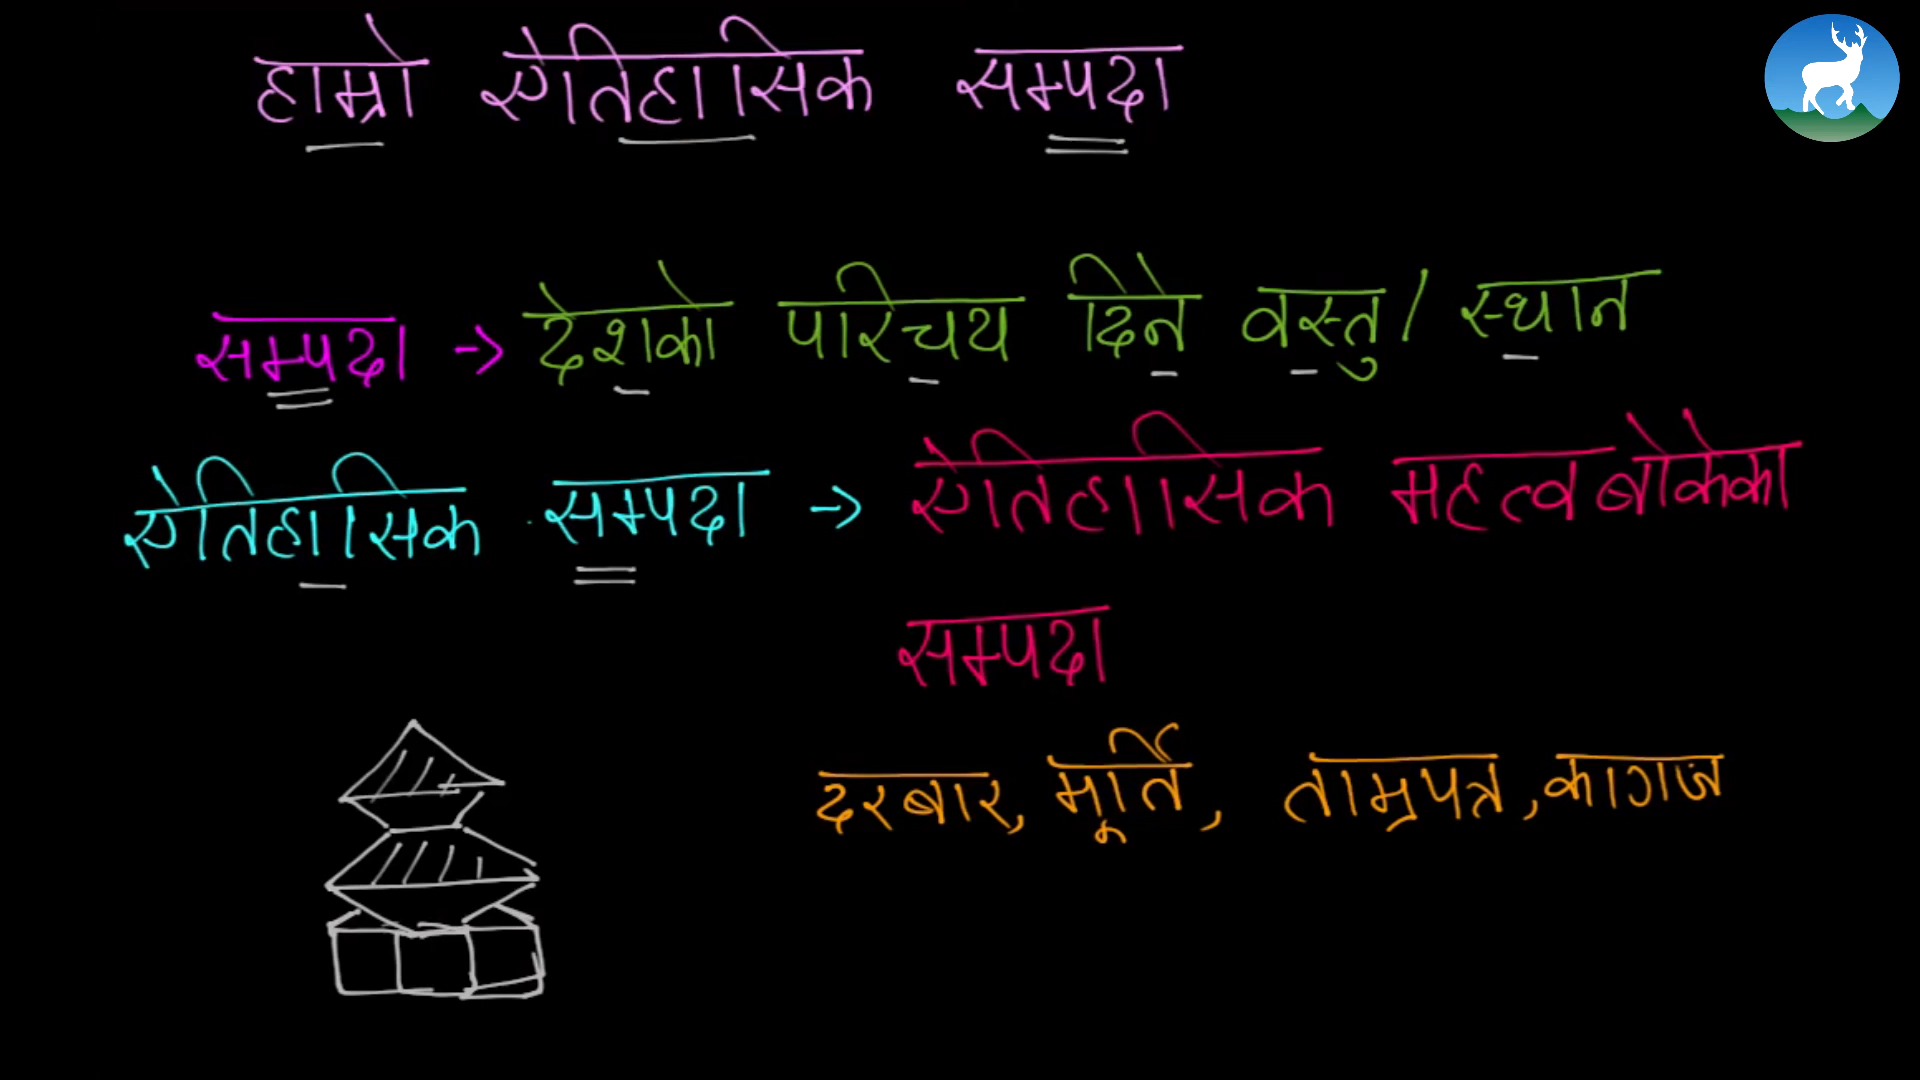 हाम्रो ऐतिहासिक सम्पदा
सम्पदा → देशको परिचय दिने वस्तु / स्थान
ऐतिहासिक सम्पदा → ऐतिहासिक महत्व बोकेका
सम्पदा
दरबार, मूर्ति, ताम्रपत्र, कागज